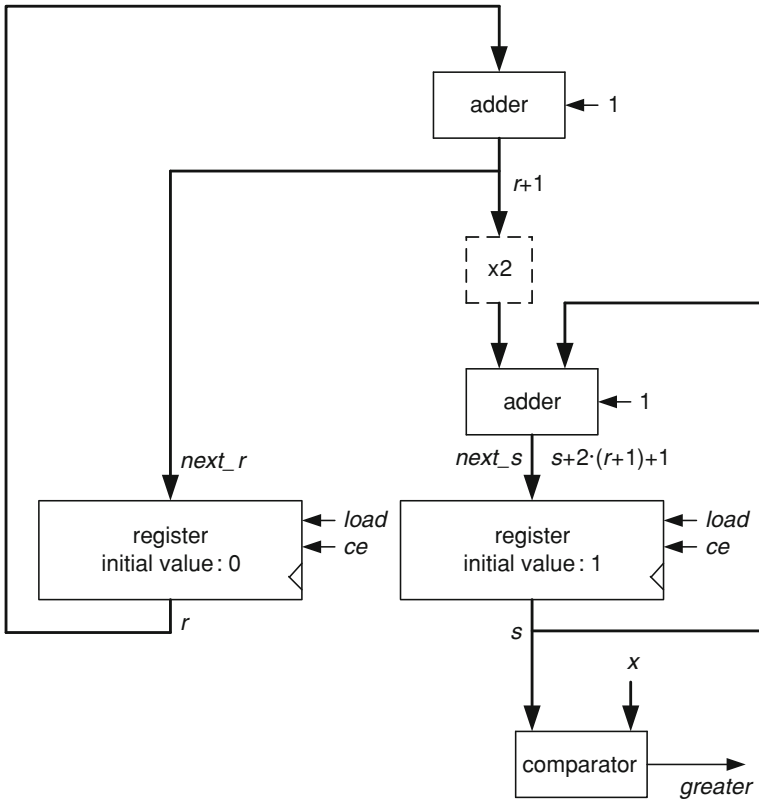 adder
1
r+1
x2
adder
1
next_r
next_s
s+2·(r+1)+1
register
initial value: 0
load
ce
register
initial value: 1
load
ce
r
s
x
comparator
greater